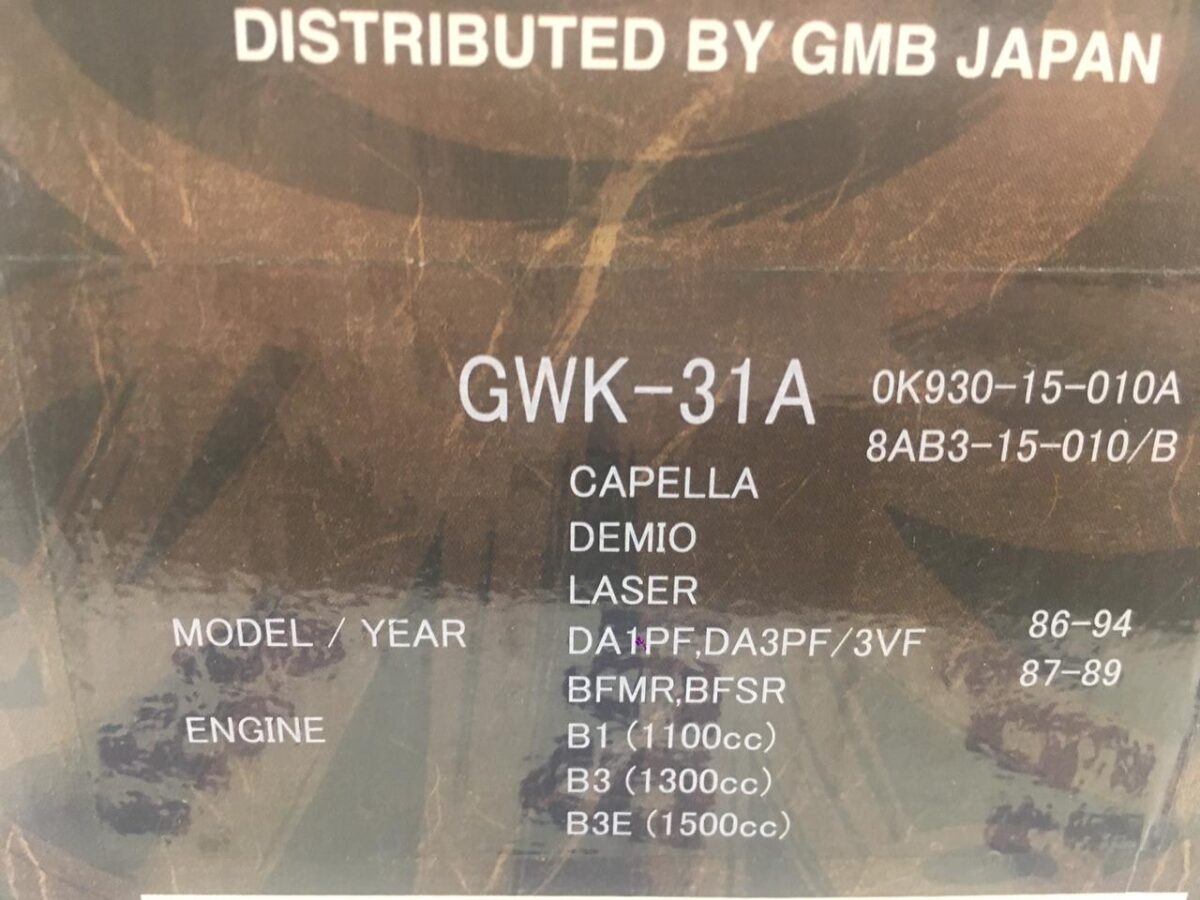 DISTRIBUTED BY GMB JAPAN
GWK-31A 0K930-15-010A
8AB3-15-010/B
CAPELLA
DEMIO
LASER
MODEL / YEAR DA1PF,DA3PF/3VF 86-94
BFMR,BFSR 87-89
ENGINE B1 (1100cc)
B3 (1300cc)
B3E (1500cc)